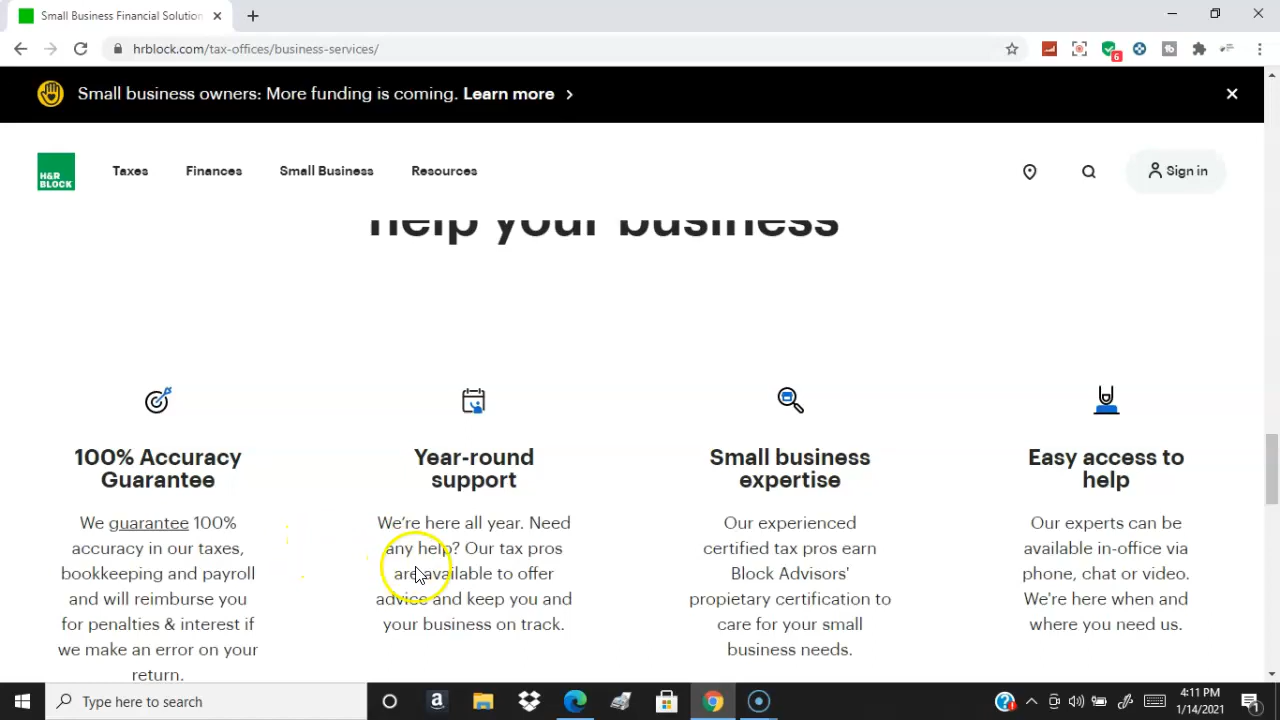 Small Business Financial Solution
hrblock.com/tax-offices/business-services/
6
Small business owners: More funding is coming. Learn more
H&R
BLOCK
Taxes
Finances
Small Business
Resources
Sign in
help your business
100% Accuracy
Guarantee
We guarantee 100%
accuracy in our taxes,
bookkeeping and payroll
and will reimburse you
for penalties & interest if
we make an error on your
return.
Year-round
support
We're here all year. Need
any help? Our tax pros
are available to offer
advice and keep you and
your business on track.
Small business
expertise
Our experienced
certified tax pros earn
Block Advisors'
propietary certification to
care for your small
business needs.
Easy access to
help
Our experts can be
available in-office via
phone, chat or video.
We're here when and
where you need us.
Type here to search
4:11 PM
1/14/2021
1